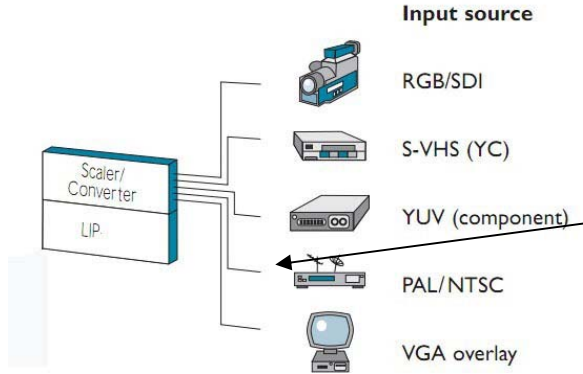 Input source
RGB/SDI
S-VHS (YC)
Scaler/
Converter
LIP-
YUV (component)
PAL/NTSC
VGA overlay